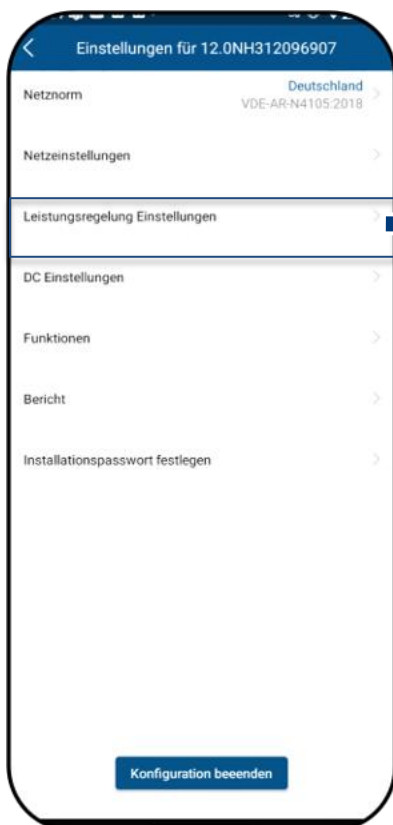 Einstellungen für 12.0NH312096907
Netznorm
Deutschland
VDE-AR-N4105:2018
Netzeinstellungen
Leistungsregelung Einstellungen
DC Einstellungen
Funktionen
Bericht
Installationspasswort festlegen
Konfiguration beeenden